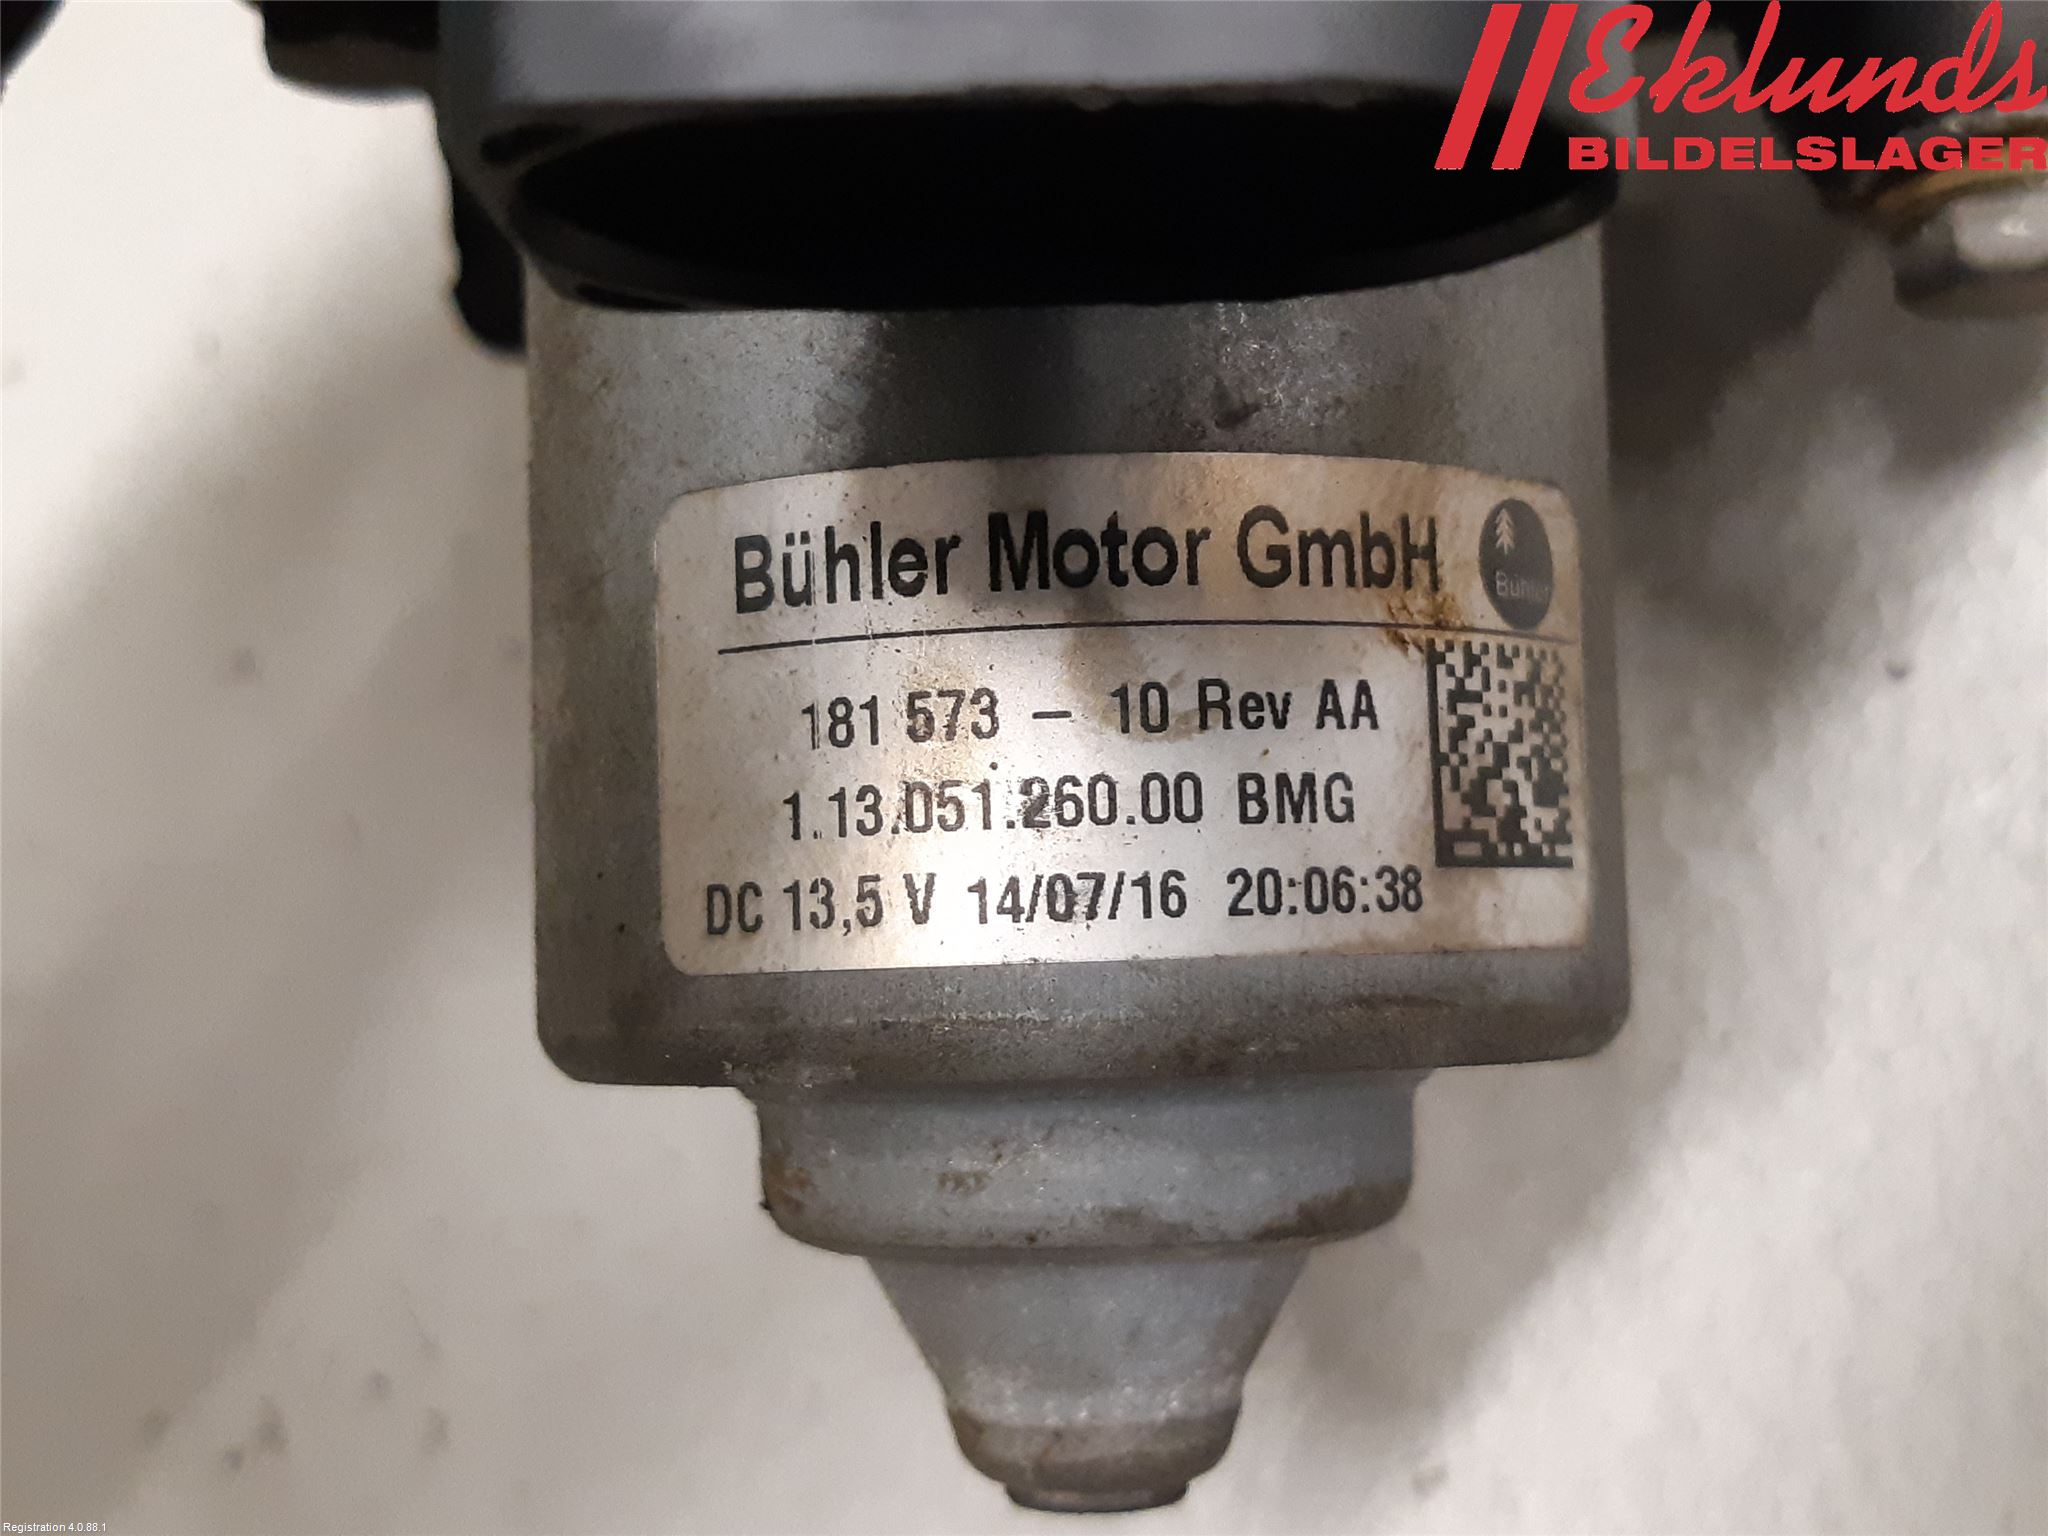 Eklunds
BILDELSLAGER
Bühler Motor GmbH
Bühler
181 573 – 10 Rev AA
1.13.051.260.00 BMG
DC 13,5 V 14/07/16 20:06:38
Registration 4.0.88.1